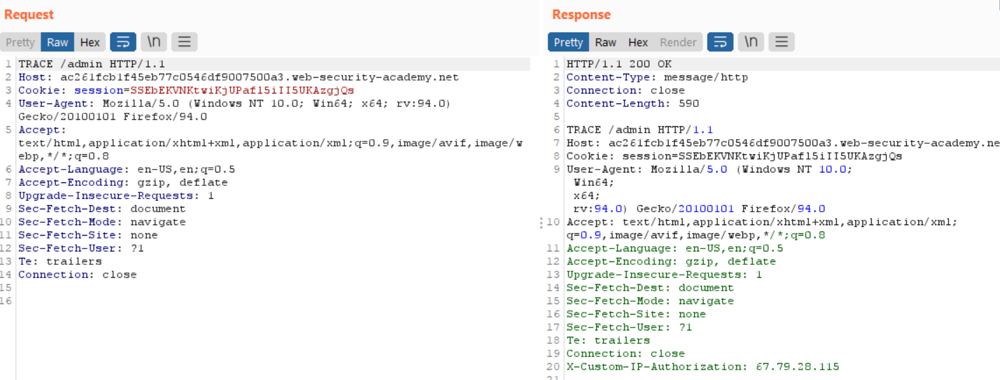 Request
Pretty Raw Hex \n
1 TRACE /admin HTTP/1.1
2 Host: ac261fcb1f45eb77c0546df9007500a3.web-security-academy.net
3 Cookie: session=SSEbEKVNKtwiKjUPafl5iII5UKAzgjQs
4 User-Agent: Mozilla/5.0 (Windows NT 10.0; Win64; x64; rv:94.0)
Gecko/20100101 Firefox/94.0
5 Accept:
text/html,application/xhtml+xml,application/xml;q=0.9,image/avif,image/w
ebp,*/*;q=0.8
6 Accept-Language: en-US,en;q=0.5
7 Accept-Encoding: gzip, deflate
8 Upgrade-Insecure-Requests: 1
9 Sec-Fetch-Dest: document
10 Sec-Fetch-Mode: navigate
11 Sec-Fetch-Site: none
12 Sec-Fetch-User: ?1
13 Te: trailers
14 Connection: close
15
16
Response
Pretty Raw Hex Render \n
1 HTTP/1.1 200 OK
2 Content-Type: message/http
3 Connection: close
4 Content-Length: 590
5
6 TRACE /admin HTTP/1.1
7 Host: ac261fcb1f45eb77c0546df9007500a3.web-security-academy.ne
8 Cookie: session=SSEbEKVNKtwiKjUPafl5iII5UKAzgjQs
9 User-Agent: Mozilla/5.0 (Windows NT 10.0;
Win64;
x64;
rv:94.0) Gecko/20100101 Firefox/94.0
10 Accept: text/html,application/xhtml+xml,application/xml;
q=0.9,image/avif,image/webp,*/*;q=0.8
11 Accept-Language: en-US,en;q=0.5
12 Accept-Encoding: gzip, deflate
13 Upgrade-Insecure-Requests: 1
14 Sec-Fetch-Dest: document
15 Sec-Fetch-Mode: navigate
16 Sec-Fetch-Site: none
17 Sec-Fetch-User: ?1
18 Te: trailers
19 Connection: close
20 X-Custom-IP-Authorization: 67.79.28.115